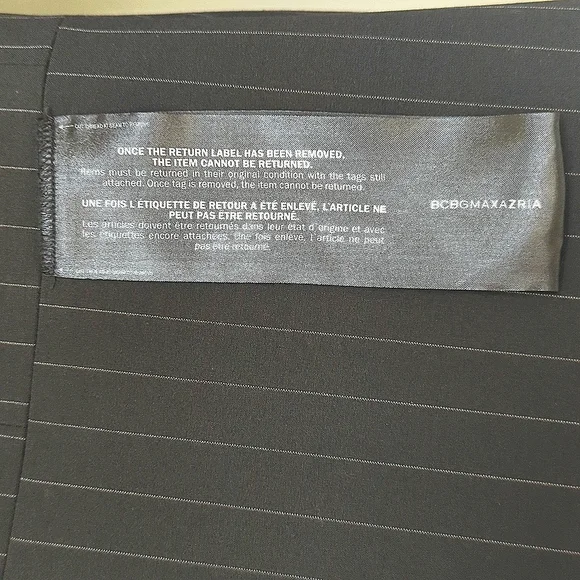 ONCE THE RETURN LABEL HAS BEEN REMOVED,
THE ITEM CANNOT BE RETURNED.
Items must be returned in their original condition with the tags still
attached. Once tag is removed, the item cannot be returned.
UNE FOIS L'ÉTIQUETTE DE RETOUR A ÉTÉ ENLEVÉ, L'ARTICLE NE
PEUT PAS ÊTRE RETOURNÉ.
Les articles doivent être retournés dans leur état d'origine et avec
les étiquettes encore attachées. Une fois enlevé, l'article ne peut
pas être retourné.
BCBGMAXAZRIA